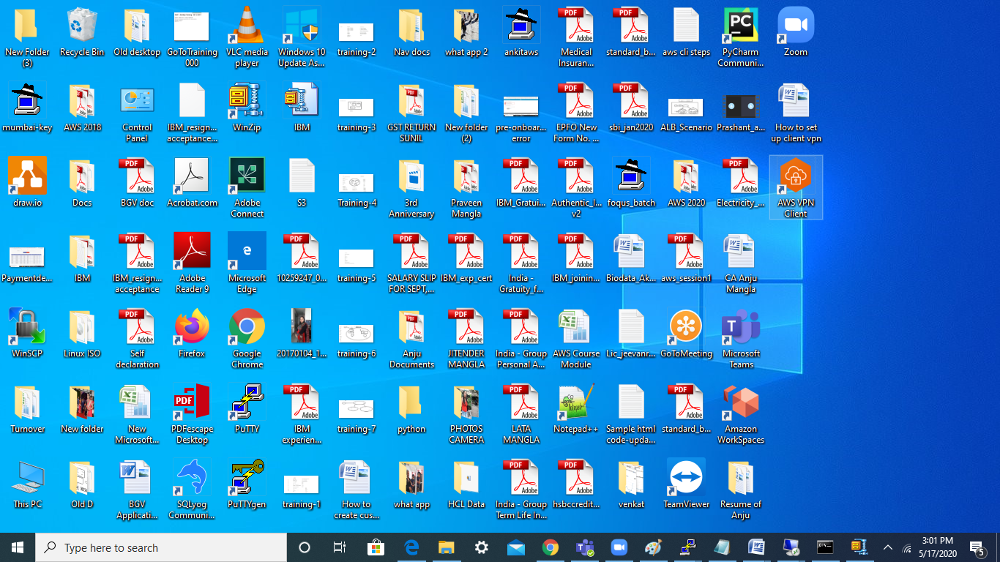 New Folder
(3)
Recycle Bin
Old desktop
GoToTraining
000
VLC media
player
Windows 10
Update As...
training-2
Nav docs
what app 2
ankitaws
Medical
Insuran...
standard_b...
aws cli steps
PyCharm
Communi...
Zoom
mumbai-key
AWS 2018
Control
Panel
IBM_resign...
acceptance...
WinZip
IBM
training-3
GST RETURN
SUNIL
New folder
(2)
pre-onboar...
error
EPFO New
Form No. ...
sbi_jan2020
ALB_Scenario
Prashant_a...
How to set
up client vpn
draw.io
Docs
BGV doc
Acrobat.com
Adobe
Connect
S3
Training-4
3rd
Anniversary
Praveen
Mangla
IBM_Gratui...
Authentic_I...
v2
foqus_batch
AWS 2020
Electricity_...
AWS VPN
Client
Paymentde...
IBM
IBM_resign...
acceptance
Adobe
Reader 9
Microsoft
Edge
10259247_0...
training-5
SALARY SLIP
FOR SEPT,...
IBM_exp_cert
India -
Gratuity_f...
IBM_joinin...
Biodata_Ak...
aws_session1
CA Anju
Mangla
WinSCP
Linux ISO
Self
declaration
Firefox
Google
Chrome
20170104_1...
training-6
Anju
Documents
JITENDER
MANGLA
India - Group
Personal A...
AWS Course
Module
Lic_jeevanr...
GoToMeeting
Microsoft
Teams
Turnover
New folder
New
Microsoft...
PDFescape
Desktop
PuTTY
IBM
experien...
training-7
python
PHOTOS
CAMERA
LATA
MANGLA
Notepad++
Sample html
code-upda...
standard_b...
Amazon
WorkSpaces
This PC
Old D
BGV
Applicati...
SQLyog
Communi...
PuTTYgen
training-1
How to
create cus...
what app
HCL Data
India - Group
Term Life In...
hsbccredit...
venkat
TeamViewer
Resume of
Anju
Type here to search
3:01 PM
5/17/2020
5